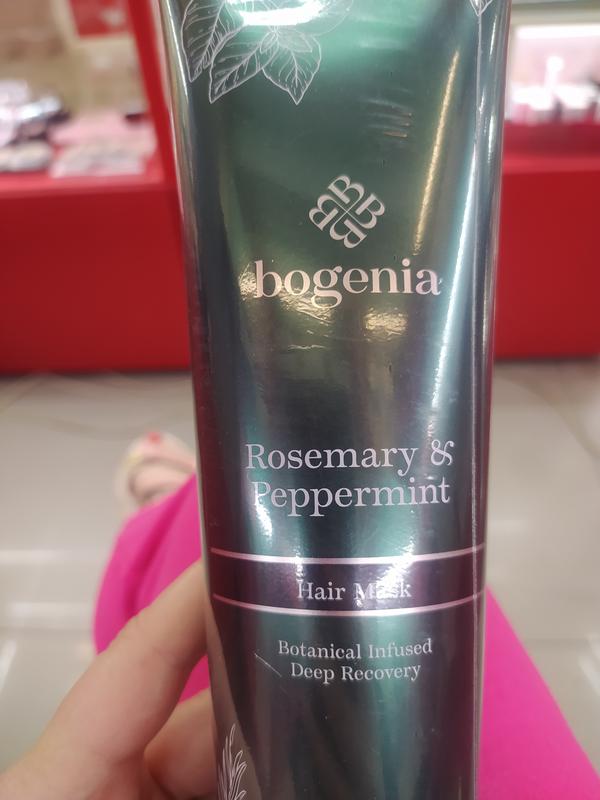 bogenia
Rosemary &
Peppermint
Hair Mask
Botanical Infused
Deep Recovery